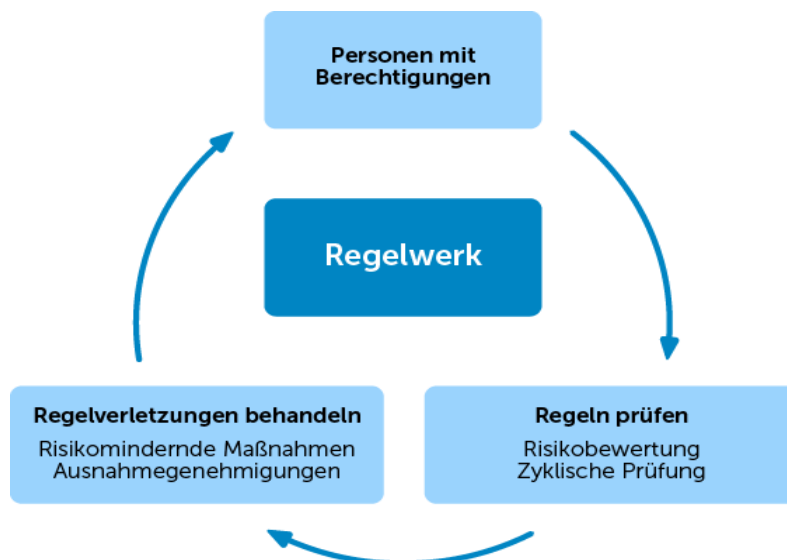 Personen mit
Berechtigungen
Regelwerk
Regelverletzungen behandeln
Risikomindernde Maßnahmen
Ausnahmegenehmigungen
Regeln prüfen
Risikobewertung
Zyklische Prüfung